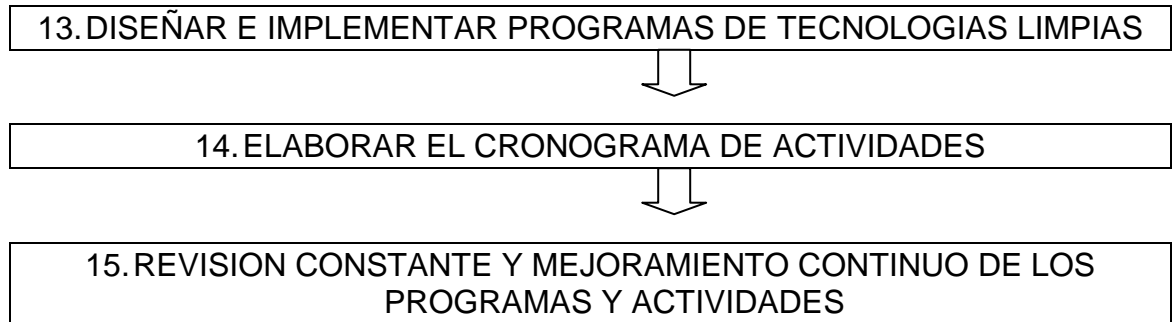 13. DISEÑAR E IMPLEMENTAR PROGRAMAS DE TECNOLOGIAS LIMPIAS
14. ELABORAR EL CRONOGRAMA DE ACTIVIDADES
15. REVISION CONSTANTE Y MEJORAMIENTO CONTINUO DE LOS
PROGRAMAS Y ACTIVIDADES